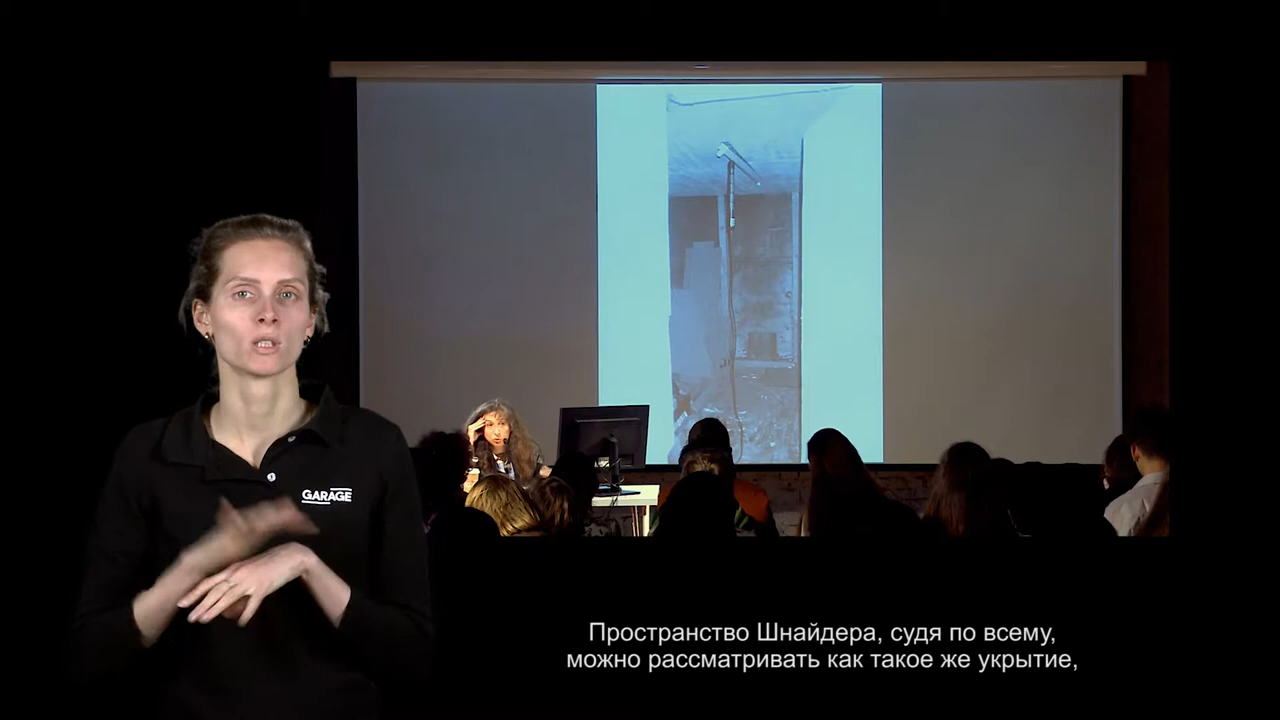 GARAGE
Пространство Шнайдера, судя по всему,
можно рассматривать как такое же укрытие,